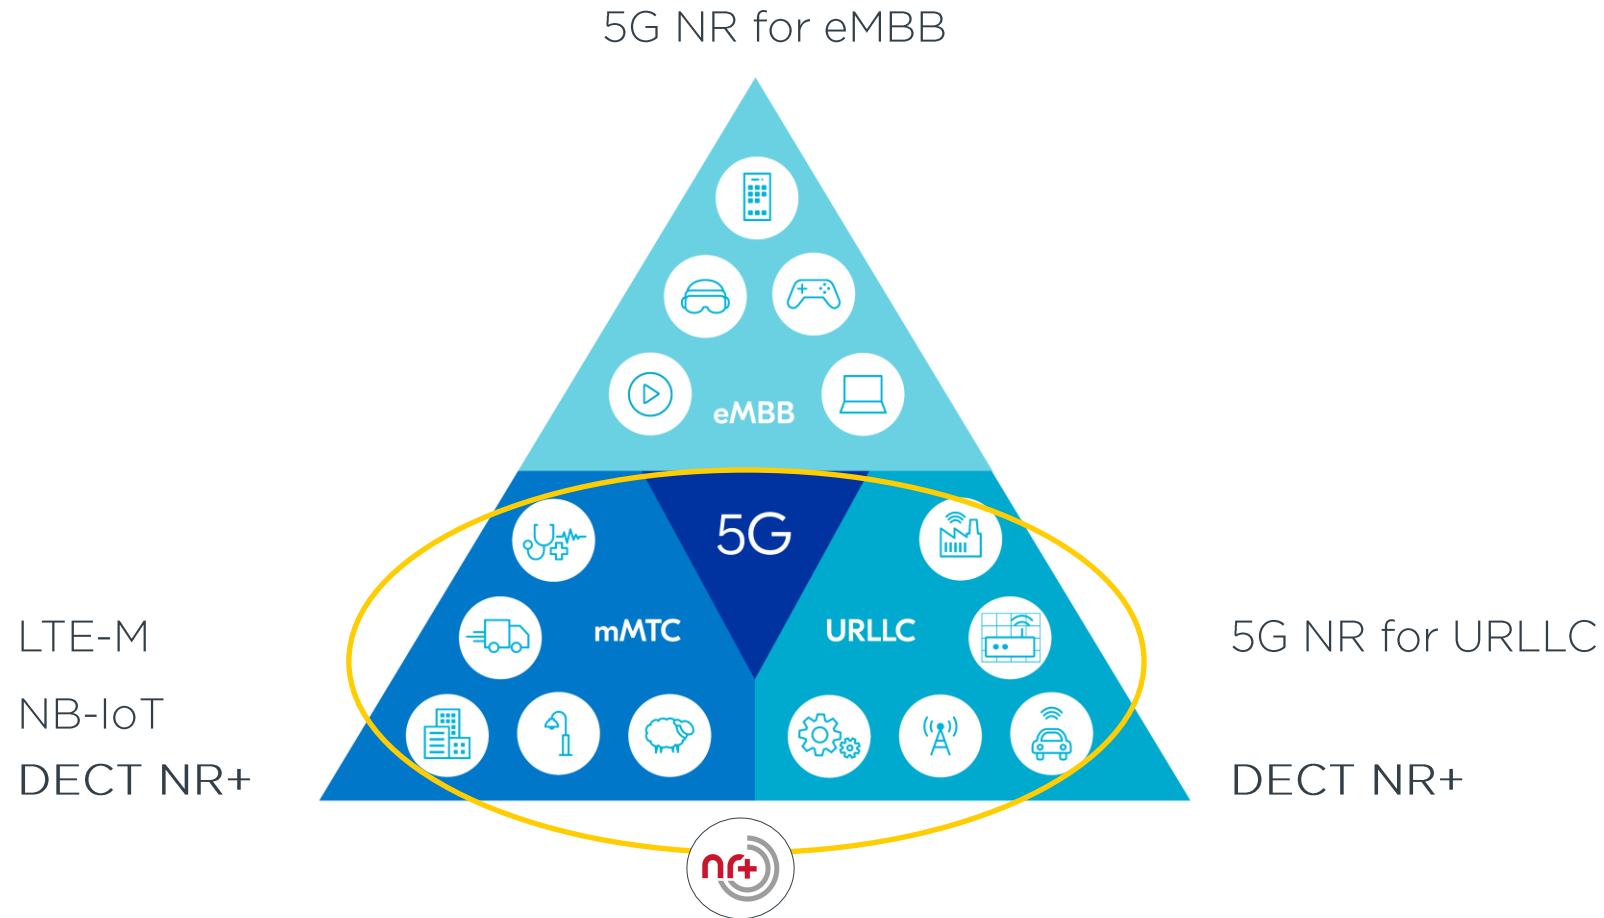 5G NR for eMBB
eMBB
5G
mMTC
URLLC
LTE-M
NB-IoT
DECT NR+
5G NR for URLLC
DECT NR+
nr+